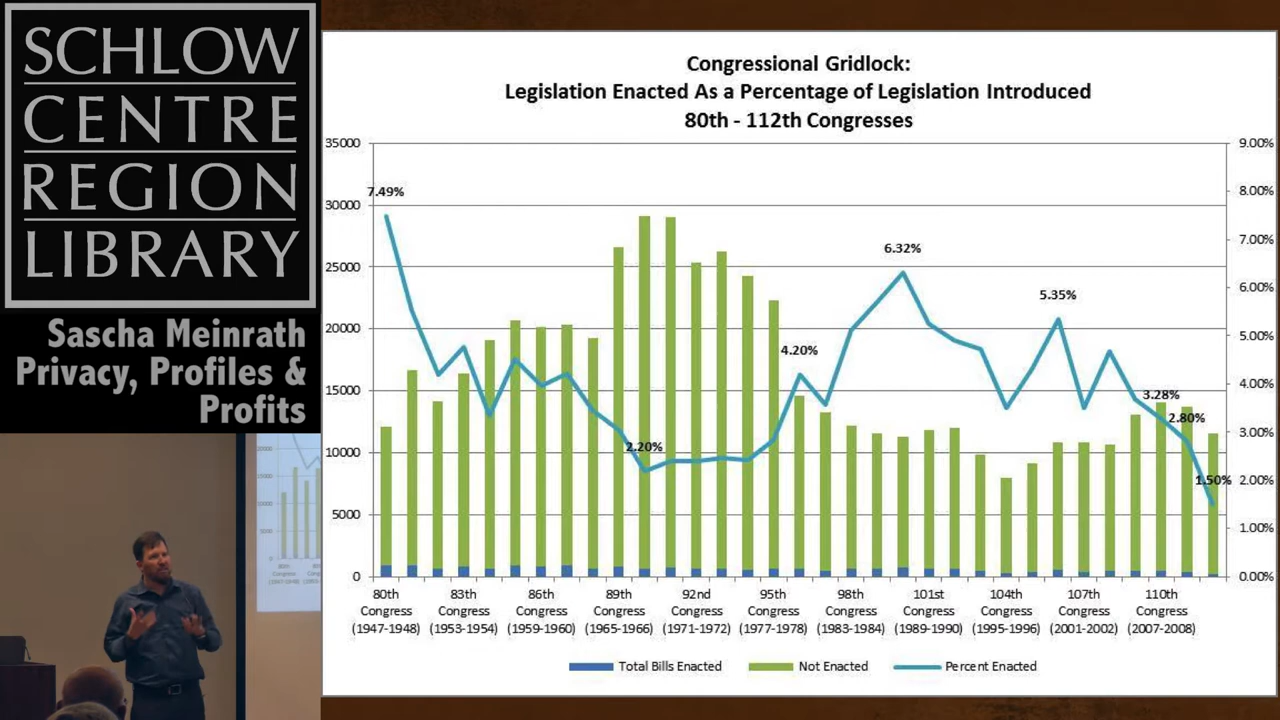 SCHLOW
CENTRE
REGION
LIBRARY
Sascha Meinrath
Privacy, Profiles &
Profits
Congressional Gridlock:
Legislation Enacted As a Percentage of Legislation Introduced
80th - 112th Congresses
35000
30000
25000
20000
15000
10000
5000
0
9.00%
8.00%
7.00%
6.00%
5.00%
4.00%
3.00%
2.00%
1.00%
0.00%
7.49%
2.20%
4.20%
6.32%
5.35%
3.28%
2.80%
1.50%
80th
Congress
(1947-1948)
83th
Congress
(1953-1954)
86th
Congress
(1959-1960)
89th
Congress
(1965-1966)
92nd
Congress
(1971-1972)
95th
Congress
(1977-1978)
98th
Congress
(1983-1984)
101st
Congress
(1989-1990)
104th
Congress
(1995-1996)
107th
Congress
(2001-2002)
110th
Congress
(2007-2008)
Total Bills Enacted
Not Enacted
Percent Enacted